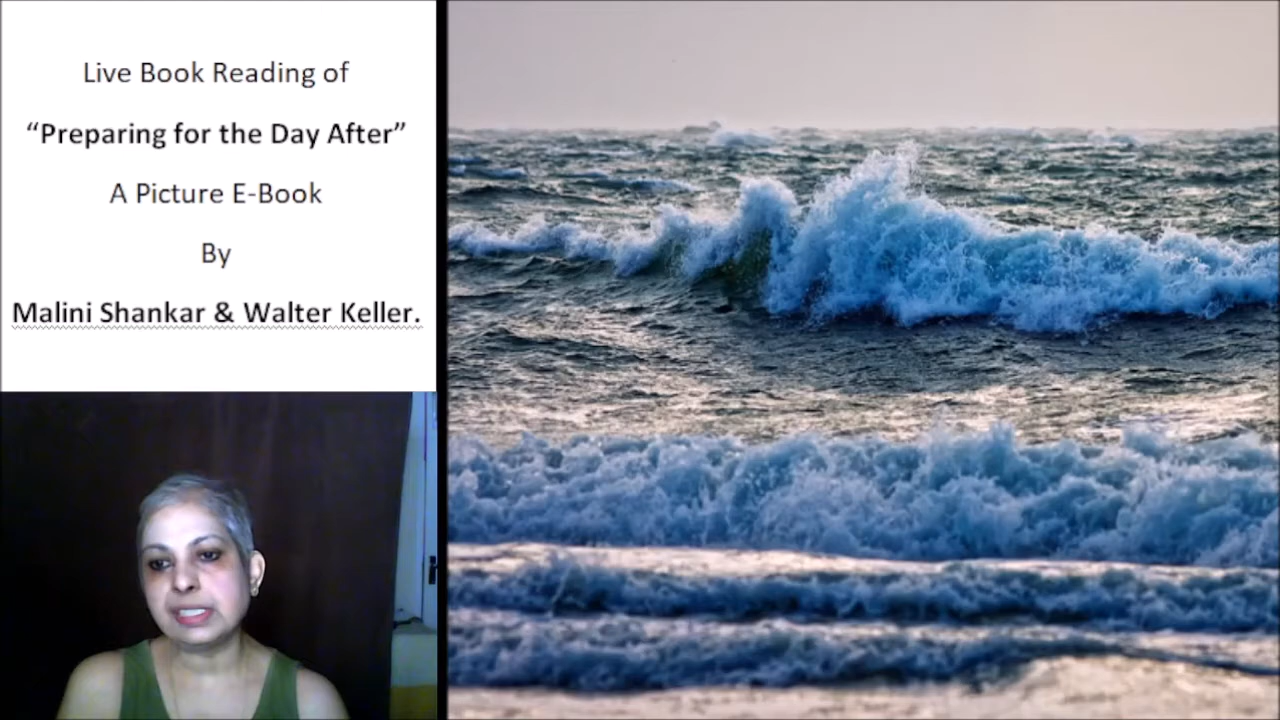 Live Book Reading of
“Preparing for the Day After”
A Picture E-Book
By
Malini Shankar & Walter Keller.